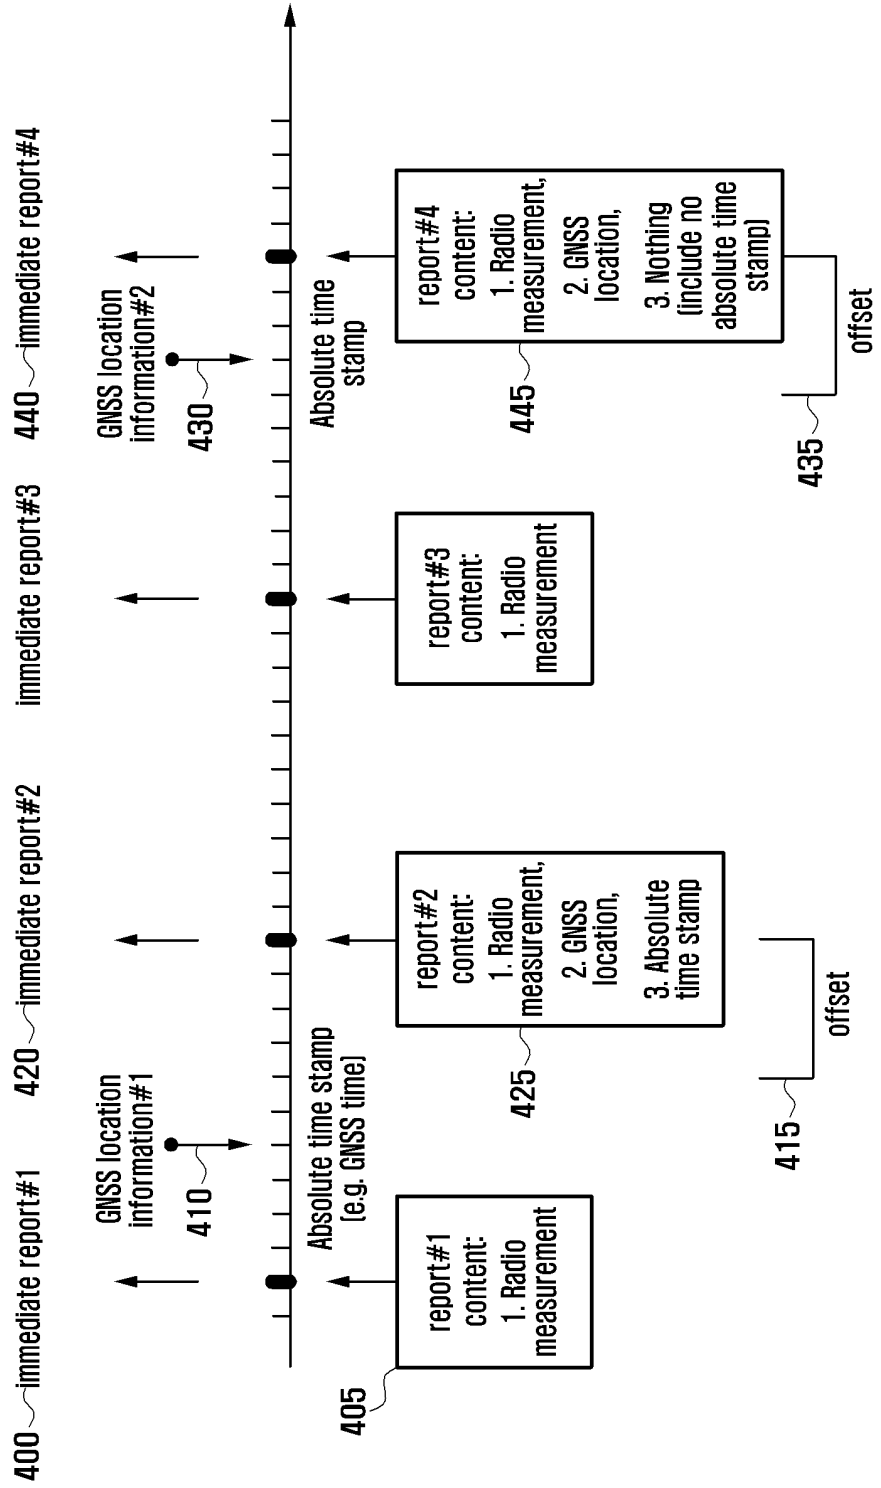 400 immediate report#1
420 immediate report#2
immediate report#3
440 immediate report#4
GNSS location
information#1
410
GNSS location
information#2
430
Absolute time stamp
(e.g. GNSS time)
Absolute time
stamp
405
report#1
content:
1. Radio
measurement
425
report#2
content:
1. Radio
measurement,
2. GNSS
location,
3. Absolute
time stamp
report#3
content:
1. Radio
measurement
445
report#4
content:
1. Radio
measurement,
2. GNSS
location,
3. Nothing
(include no
absolute time
stamp)
415
offset
435
offset